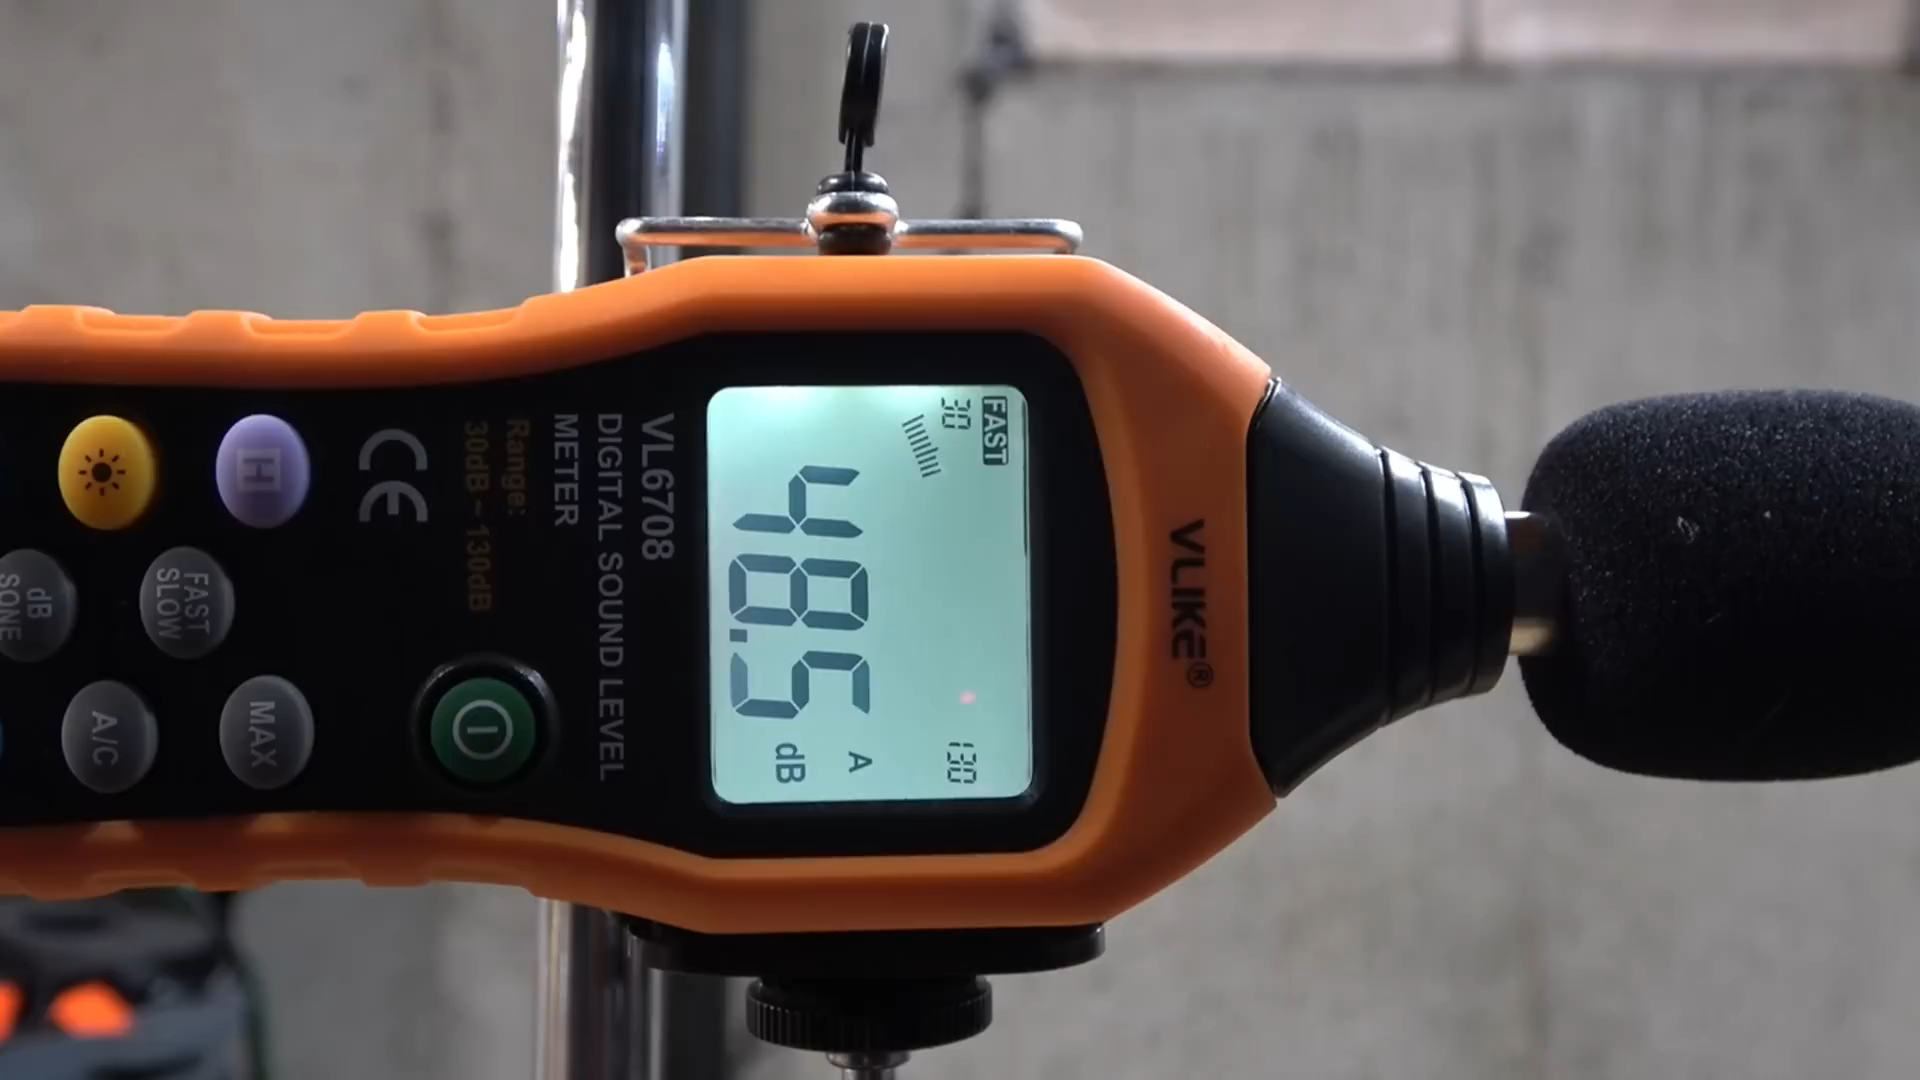 VLIKE®
FAST
30
130
A
48.5 dB
VL6708
DIGITAL SOUND LEVEL
METER
Range:
30dB ~ 130dB
CE
H
MAX
FAST
SLOW
A/C
dB
SONE